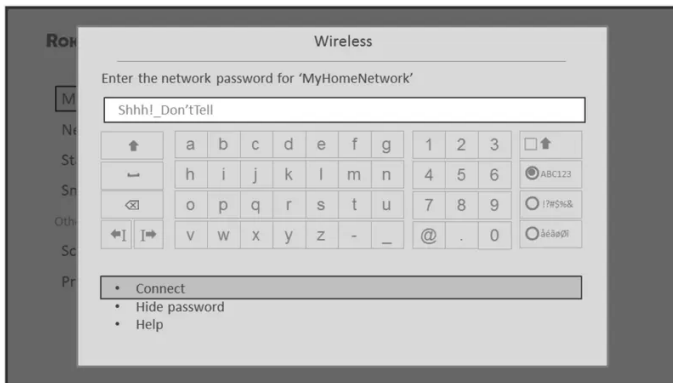 Wireless
Enter the network password for ‘MyHomeNetwork’
Shhh!_Don’tTell
a b c d e f g 1 2 3
h i j k l m n 4 5 6 ABC123
o p q r s t u 7 8 9 !?#$%&
v w x y z - _ @ . 0
• Connect
• Hide password
• Help